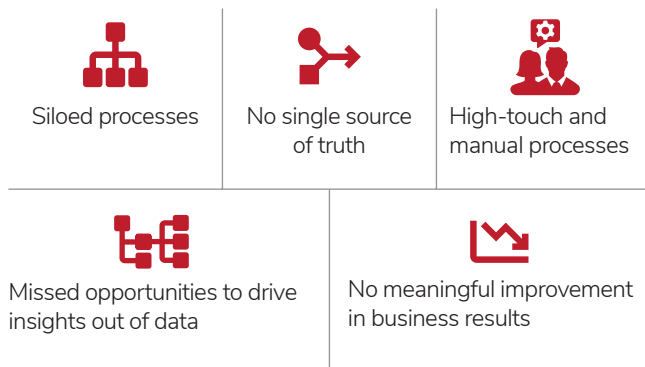 Siloed processes
No single source
of truth
High-touch and
manual processes
Missed opportunities to drive
insights out of data
No meaningful improvement
in business results